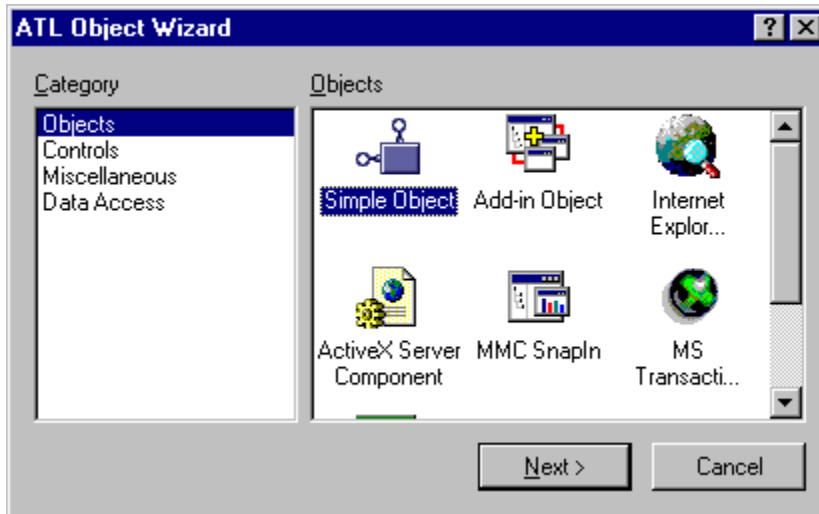 ATL Object Wizard
Category
Objects
Objects
Controls
Miscellaneous
Data Access
Simple Object
Add-in Object
Internet
Explor...
ActiveX Server
Component
MMC SnapIn
MS
Transacti...
Next >
Cancel